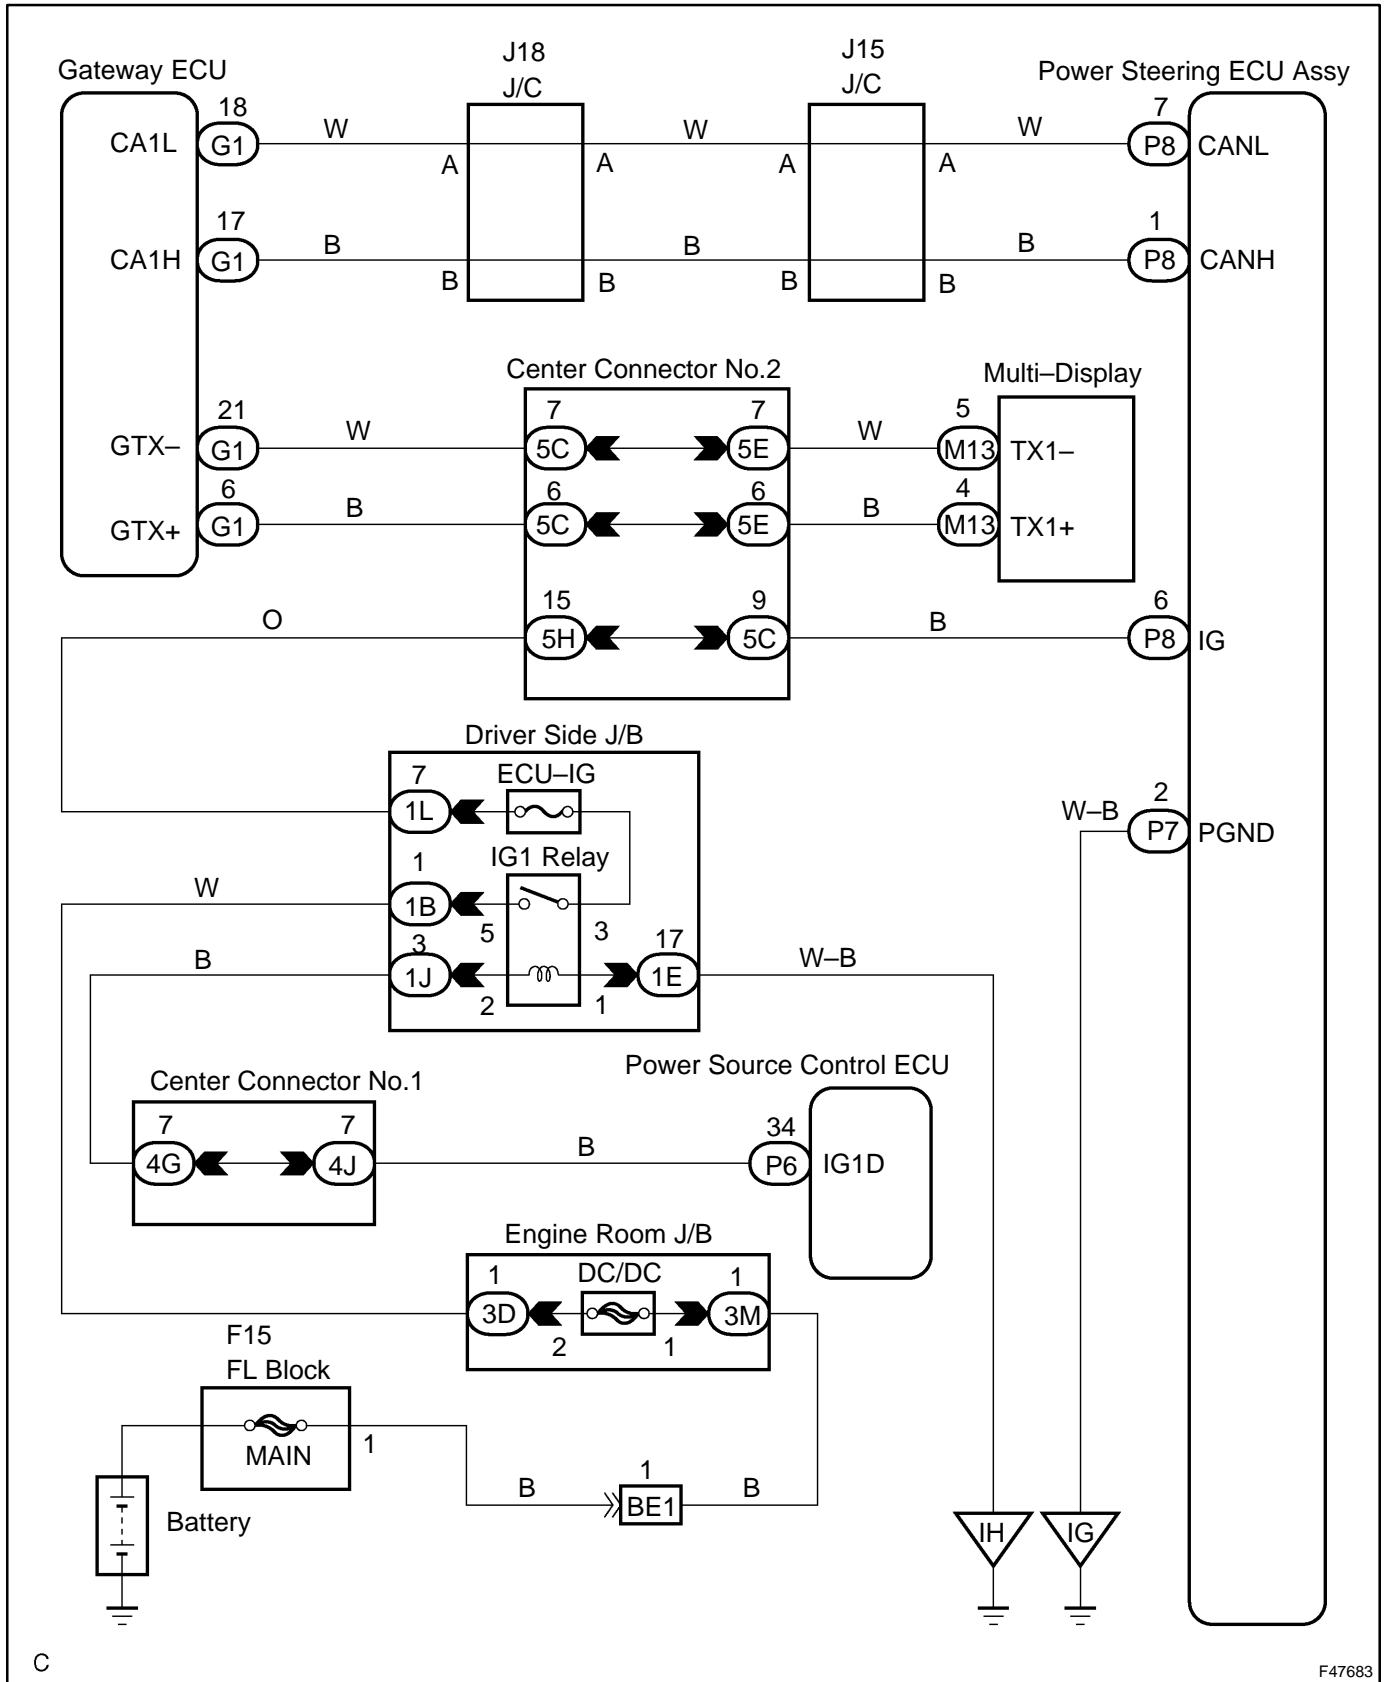 J18
J/C
J15
J/C
Gateway ECU
Power Steering ECU Assy
18
7
CA1L
G1
W
W
W
P8
CANL
A
A
A
A
17
1
CA1H
G1
B
B
B
P8
CANH
B
B
B
B
Center Connector No.2
Multi–Display
21
7
7
5
GTX–
G1
W
5C
5E
W
M13
TX1–
6
6
6
4
GTX+
G1
B
5C
5E
B
M13
TX1+
15
9
6
O
5H
5C
B
P8
IG
Driver Side J/B
7
ECU–IG
1L
2
W–B
P7
PGND
1
IG1 Relay
W
1B
5
3
3
17
B
1J
1E
W–B
2
1
Power Source Control ECU
Center Connector No.1
7
7
34
4G
4J
B
P6
IG1D
Engine Room J/B
1
DC/DC
1
3D
3M
2
1
F15
FL Block
MAIN
1
1
B
BE1
B
Battery
IH
IG
C
F47683